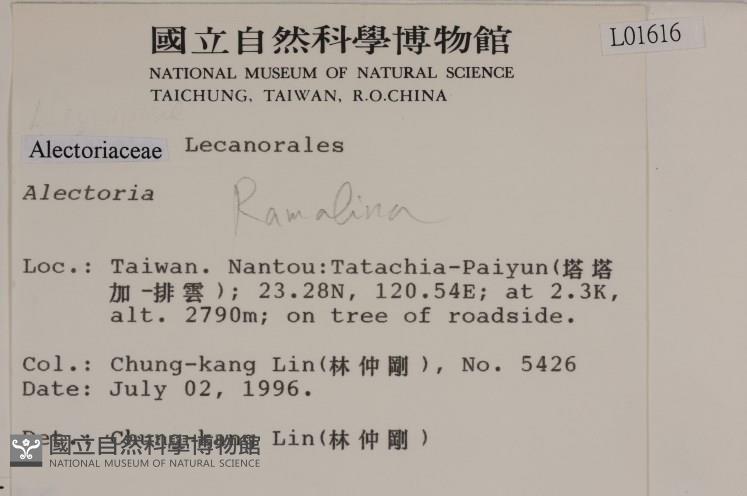 國立自然科學博物館
L01616
NATIONAL MUSEUM OF NATURAL SCIENCE
TAICHUNG, TAIWAN, R.O.CHINA
Alectoriaceae Lecanorales
Alectoria Ramalina
Loc.: Taiwan. Nantou:Tatachia-Paiyun(塔塔
加-排雲); 23.28N, 120.54E; at 2.3K,
alt. 2790m; on tree of roadside.
Col.: Chung-kang Lin(林仲剛), No. 5426
Date: July 02, 1996.
Det.: Chung-kang Lin(林仲剛)
國立自然科學博物館
NATIONAL MUSEUM OF NATURAL SCIENCE